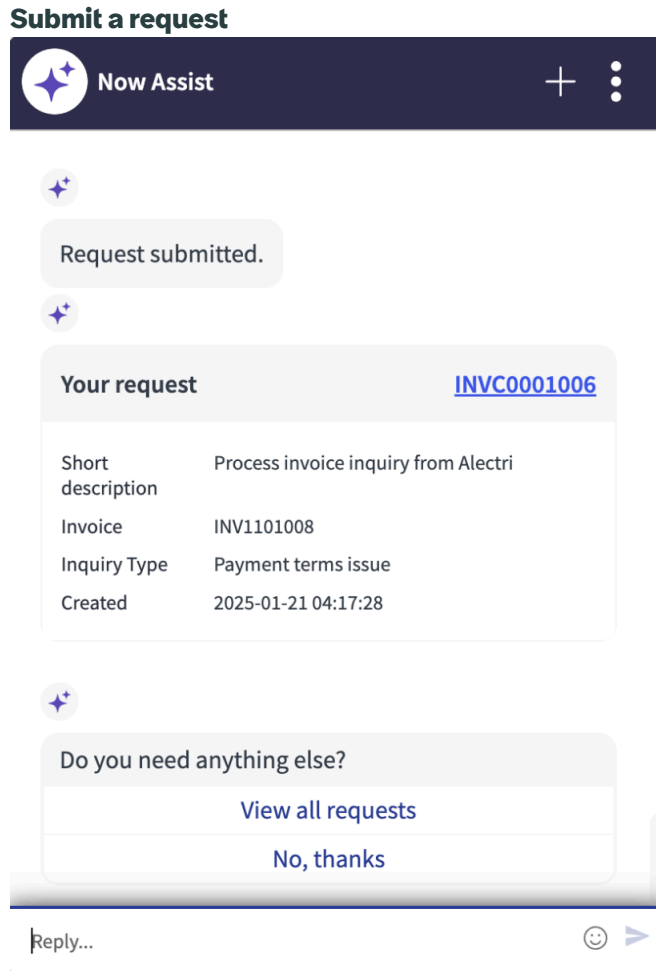 Submit a request
Now Assist
Request submitted.
Your request INVC0001006
Short Process invoice inquiry from Alectri
description
Invoice INV1101008
Inquiry Type Payment terms issue
Created 2025-01-21 04:17:28
Do you need anything else?
View all requests
No, thanks
Reply...